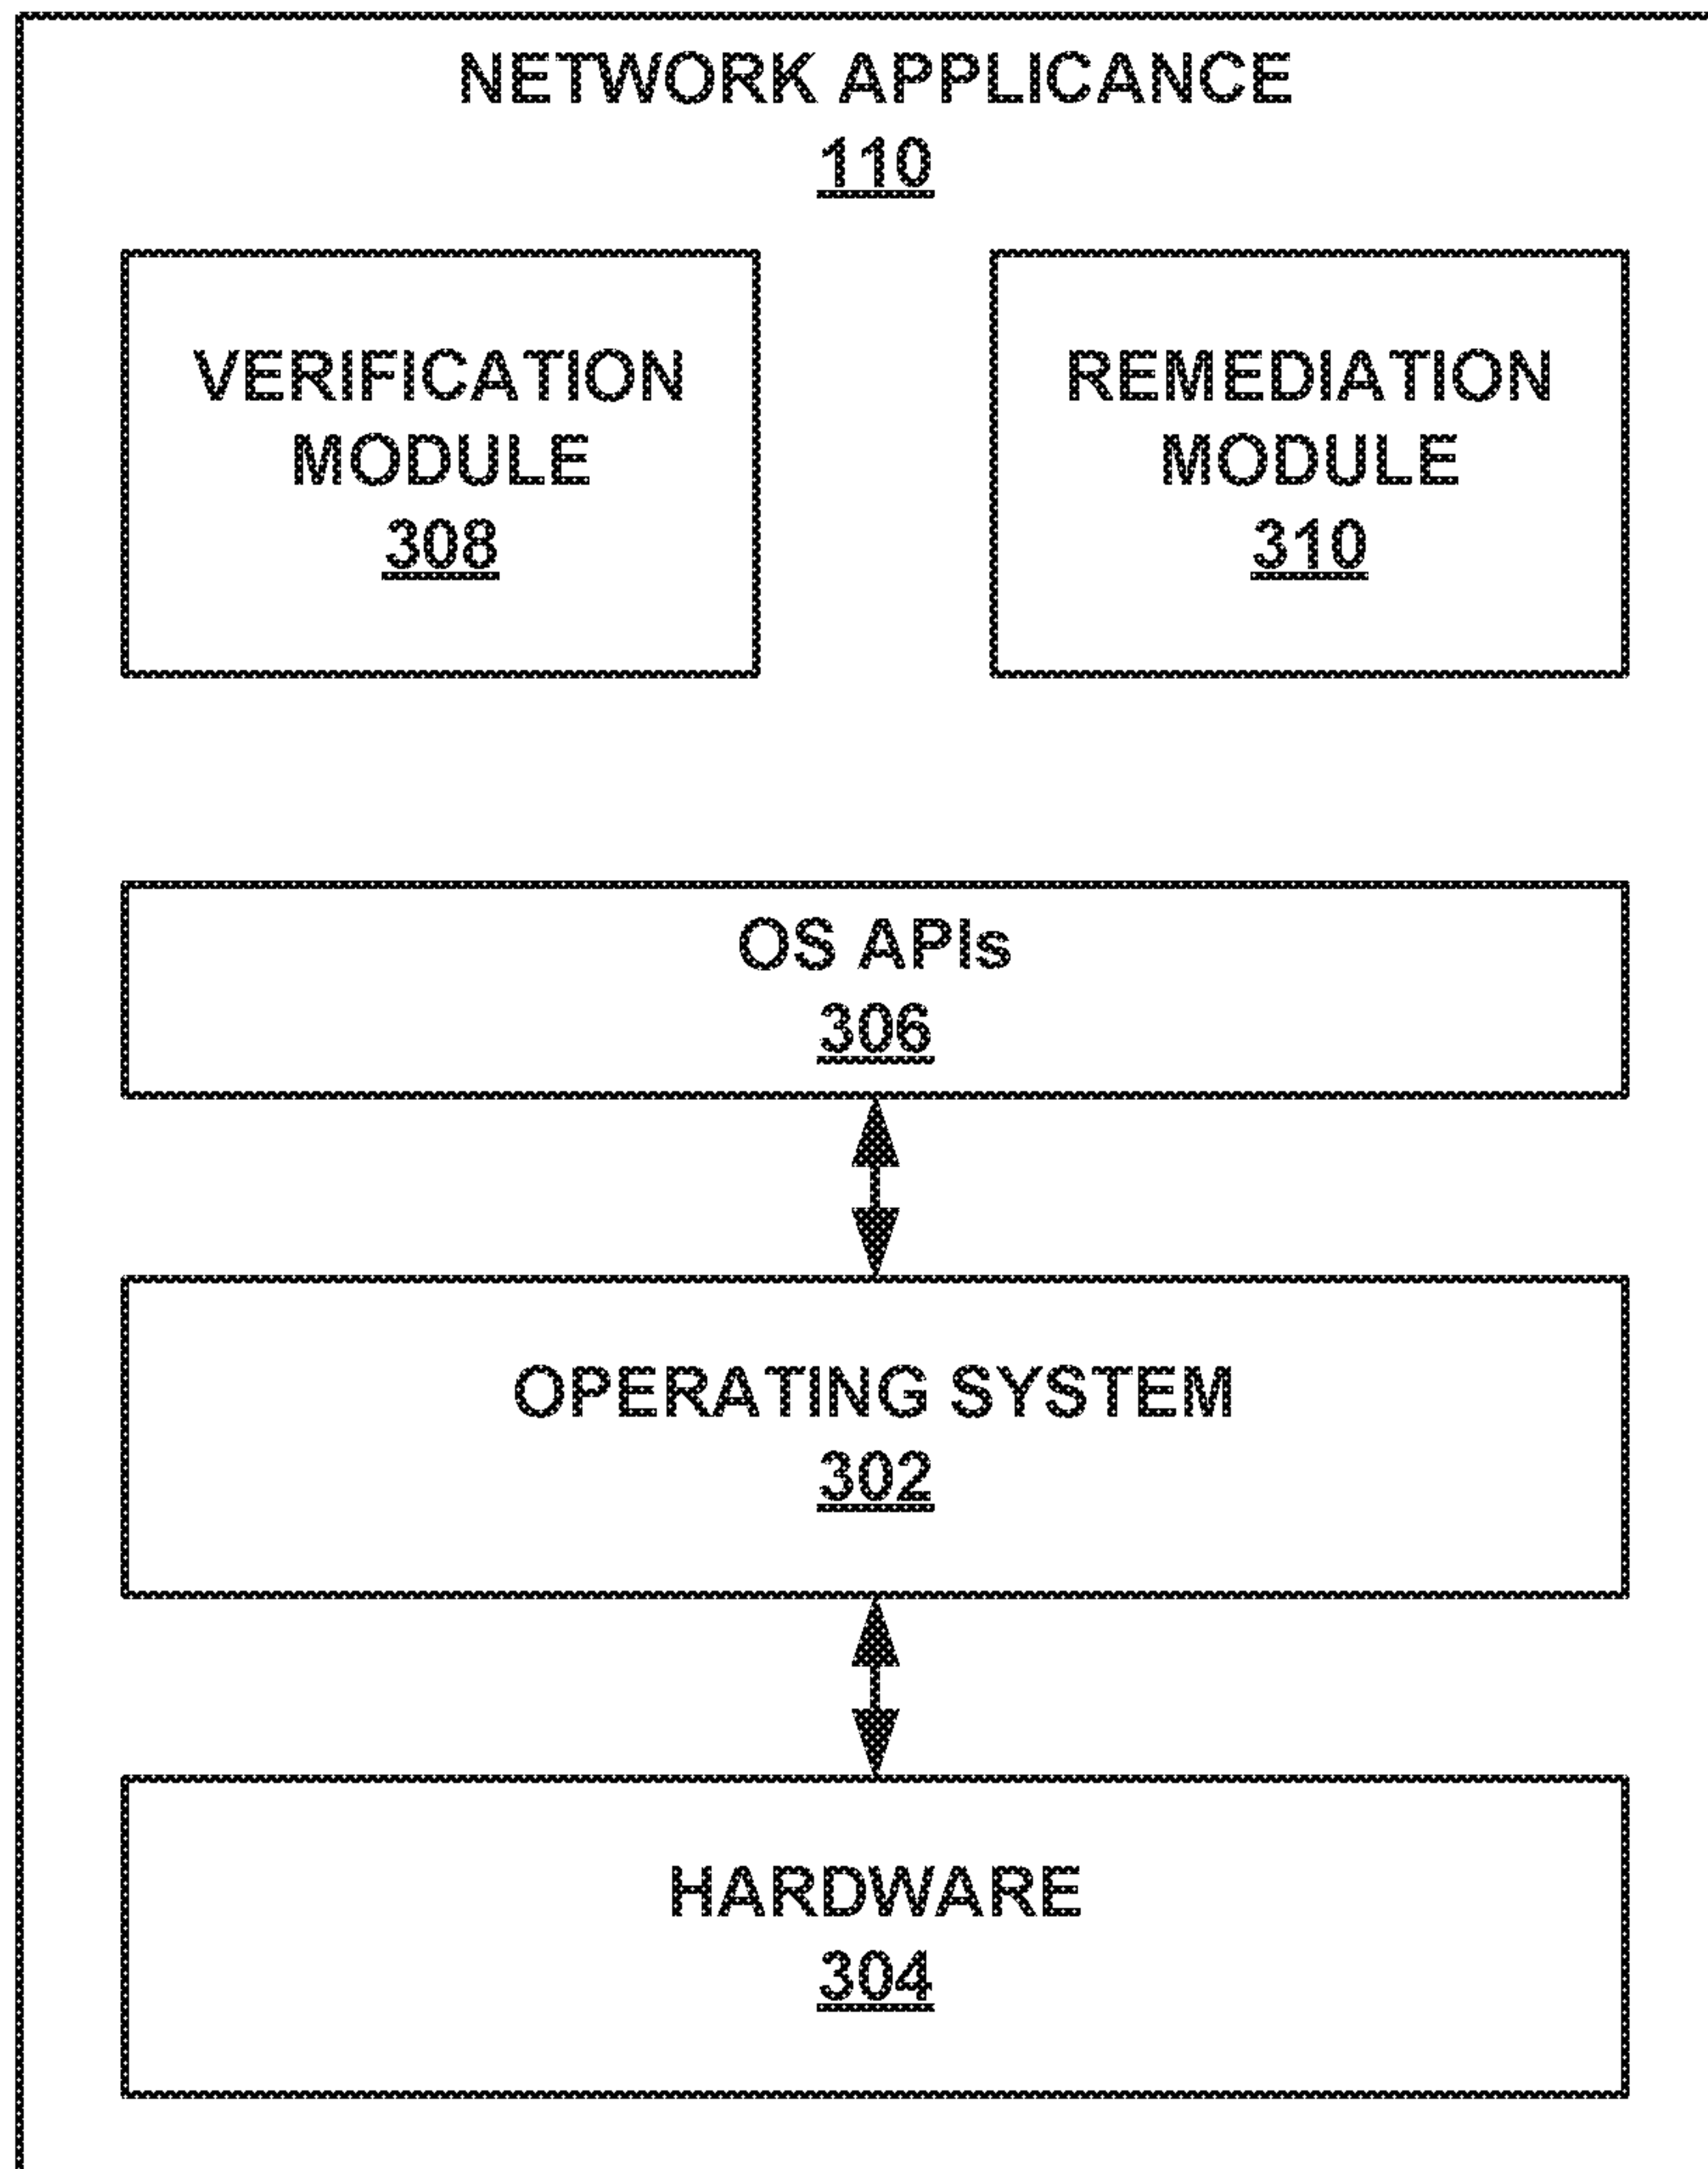 NETWORK APPLICANCE
110
VERIFICATION
MODULE
308
REMEDIATION
MODULE
310
OS APIs
306
OPERATING SYSTEM
302
HARDWARE
304